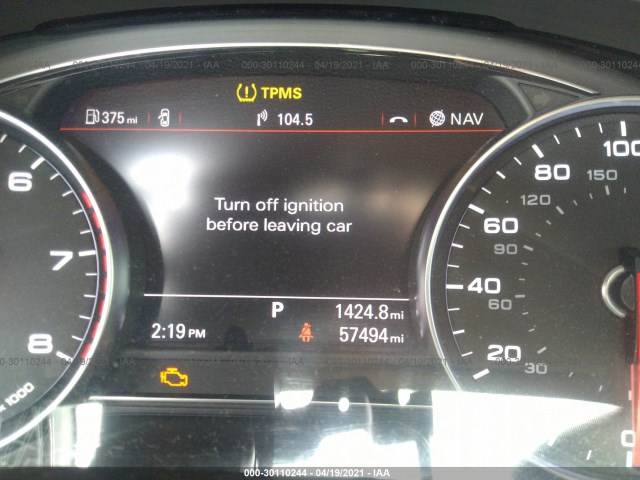 000-30110244 - 04/19/2021 - IAA
TPMS
375 mi
104.5
NAV
Turn off ignition
before leaving car
P
1424.8 mi
2:19 PM
57494 mi
6
7
8
x 1000
100
80
60
40
20
0
150
120
90
60
30
000-30110244 - 04/19/2021 - IAA